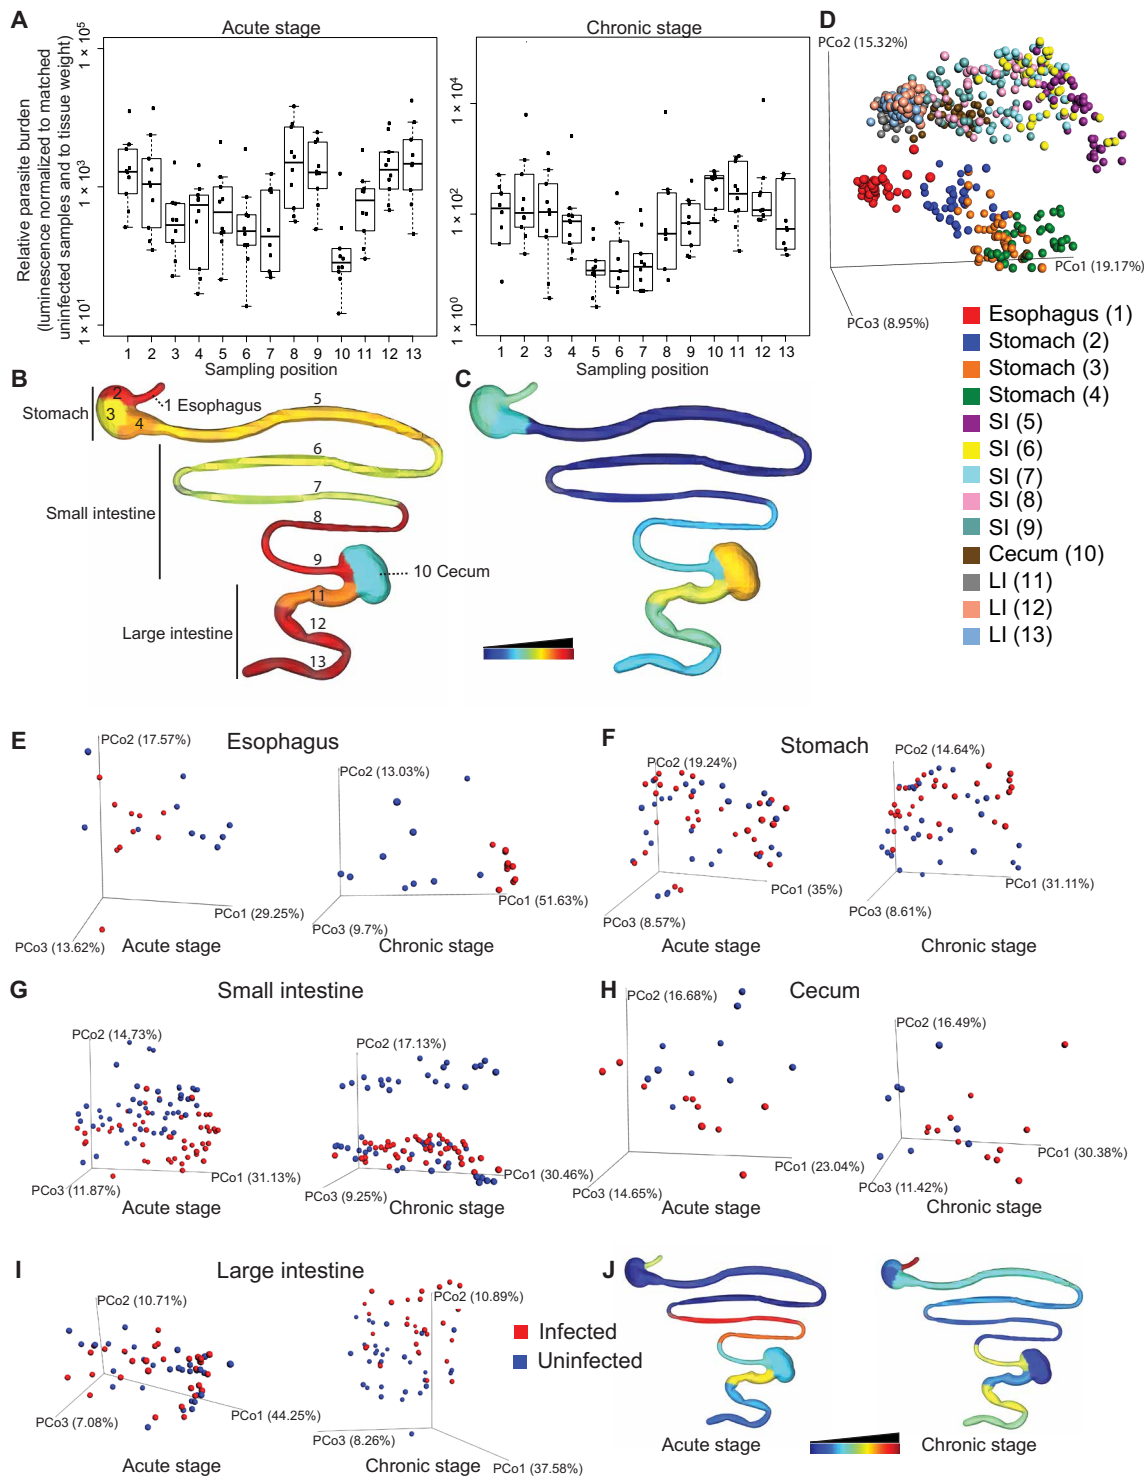 A
Acute stage
Chronic stage
Relative parasite burden
(luminescence normalized to matched
uninfected samples and to tissue weight)
1 × 10⁵
1 × 10³
1 × 10¹
1 2 3 4 5 6 7 8 9 10 11 12 13
Sampling position
1 × 10⁴
1 × 10²
1 × 10⁰
1 2 3 4 5 6 7 8 9 10 11 12 13
Sampling position
D
PCo2 (15.32%)
PCo1 (19.17%)
PCo3 (8.95%)
Esophagus (1)
Stomach (2)
Stomach (3)
Stomach (4)
SI (5)
SI (6)
SI (7)
SI (8)
SI (9)
Cecum (10)
LI (11)
LI (12)
LI (13)
B
Stomach
2
3
4
1 Esophagus
5
6
7
Small intestine
8
9
10 Cecum
11
Large intestine
12
13
C
E
Esophagus
PCo2 (17.57%)
PCo1 (29.25%)
PCo3 (13.62%)
Acute stage
PCo2 (13.03%)
PCo1 (51.63%)
PCo3 (9.7%)
Chronic stage
F
Stomach
PCo2 (19.24%)
PCo1 (35%)
PCo3 (8.57%)
Acute stage
PCo2 (14.64%)
PCo1 (31.11%)
PCo3 (8.61%)
Chronic stage
G
Small intestine
PCo2 (14.73%)
PCo1 (31.13%)
PCo3 (11.87%)
Acute stage
PCo2 (17.13%)
PCo1 (30.46%)
PCo3 (9.25%)
Chronic stage
H
Cecum
PCo2 (16.68%)
PCo1 (23.04%)
PCo3 (14.65%)
Acute stage
PCo2 (16.49%)
PCo1 (30.38%)
PCo3 (11.42%)
Chronic stage
I
Large intestine
PCo2 (10.71%)
PCo1 (44.25%)
PCo3 (7.08%)
Acute stage
PCo2 (10.89%)
PCo3 (8.26%)
PCo1 (37.58%)
Chronic stage
Infected
Uninfected
J
Acute stage
Chronic stage